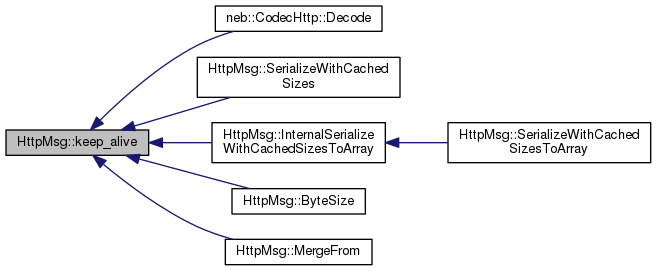 neb::CodecHttp::Decode
HttpMsg::SerializeWithCached
Sizes
HttpMsg::keep_alive
HttpMsg::InternalSerialize
WithCachedSizesToArray
HttpMsg::SerializeWithCached
SizesToArray
HttpMsg::ByteSize
HttpMsg::MergeFrom